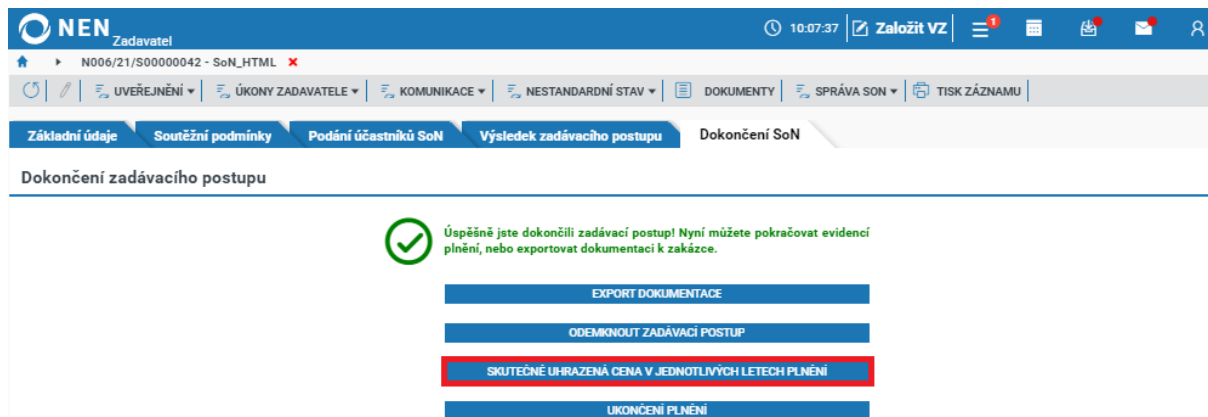 NEN Zadavatel 10:07:37 Založit VZ 1
N006/21/S00000042 - SoN_HTML
UVEŘEJNĚNÍ ÚKONY ZADAVATELE KOMUNIKACE NESTANDARDNÍ STAV DOKUMENTY SPRÁVA SON TISK ZÁZNAMU
Základní údaje Soutěžní podmínky Podání účastníků SoN Výsledek zadávacího postupu Dokončení SoN
Dokončení zadávacího postupu
Úspěšně jste dokončili zadávací postup! Nyní můžete pokračovat evidencí
plnění, nebo exportovat dokumentaci k zakázce.
EXPORT DOKUMENTACE
ODEMKNOUT ZADÁVACÍ POSTUP
SKUTEČNĚ UHRAZENÁ CENA V JEDNOTLIVÝCH LETECH PLNĚNÍ
UKONČENÍ PLNĚNÍ